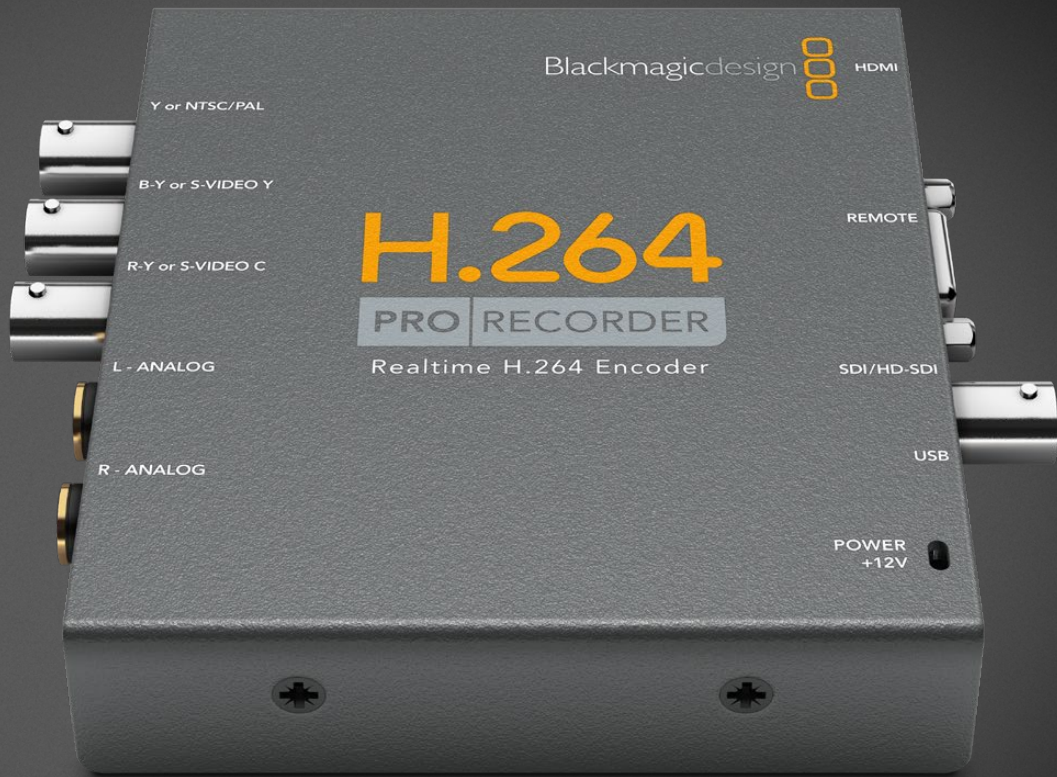 Blackmagicdesign
HDMI
Y or NTSC/PAL
B-Y or S-VIDEO Y
R-Y or S-VIDEO C
L - ANALOG
R - ANALOG
H.264
PRO RECORDER
Realtime H.264 Encoder
REMOTE
SDI/HD-SDI
USB
POWER
+12V